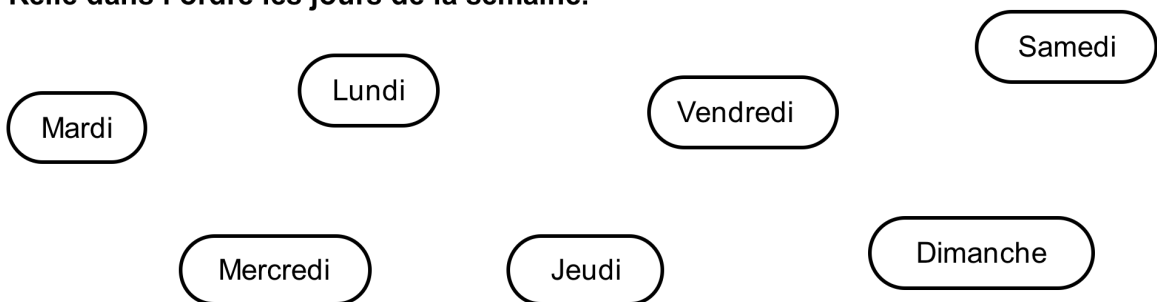 Relie dans l'ordre les jours de la semaine.
Samedi
Lundi
Vendredi
Mardi
Mercredi
Jeudi
Dimanche